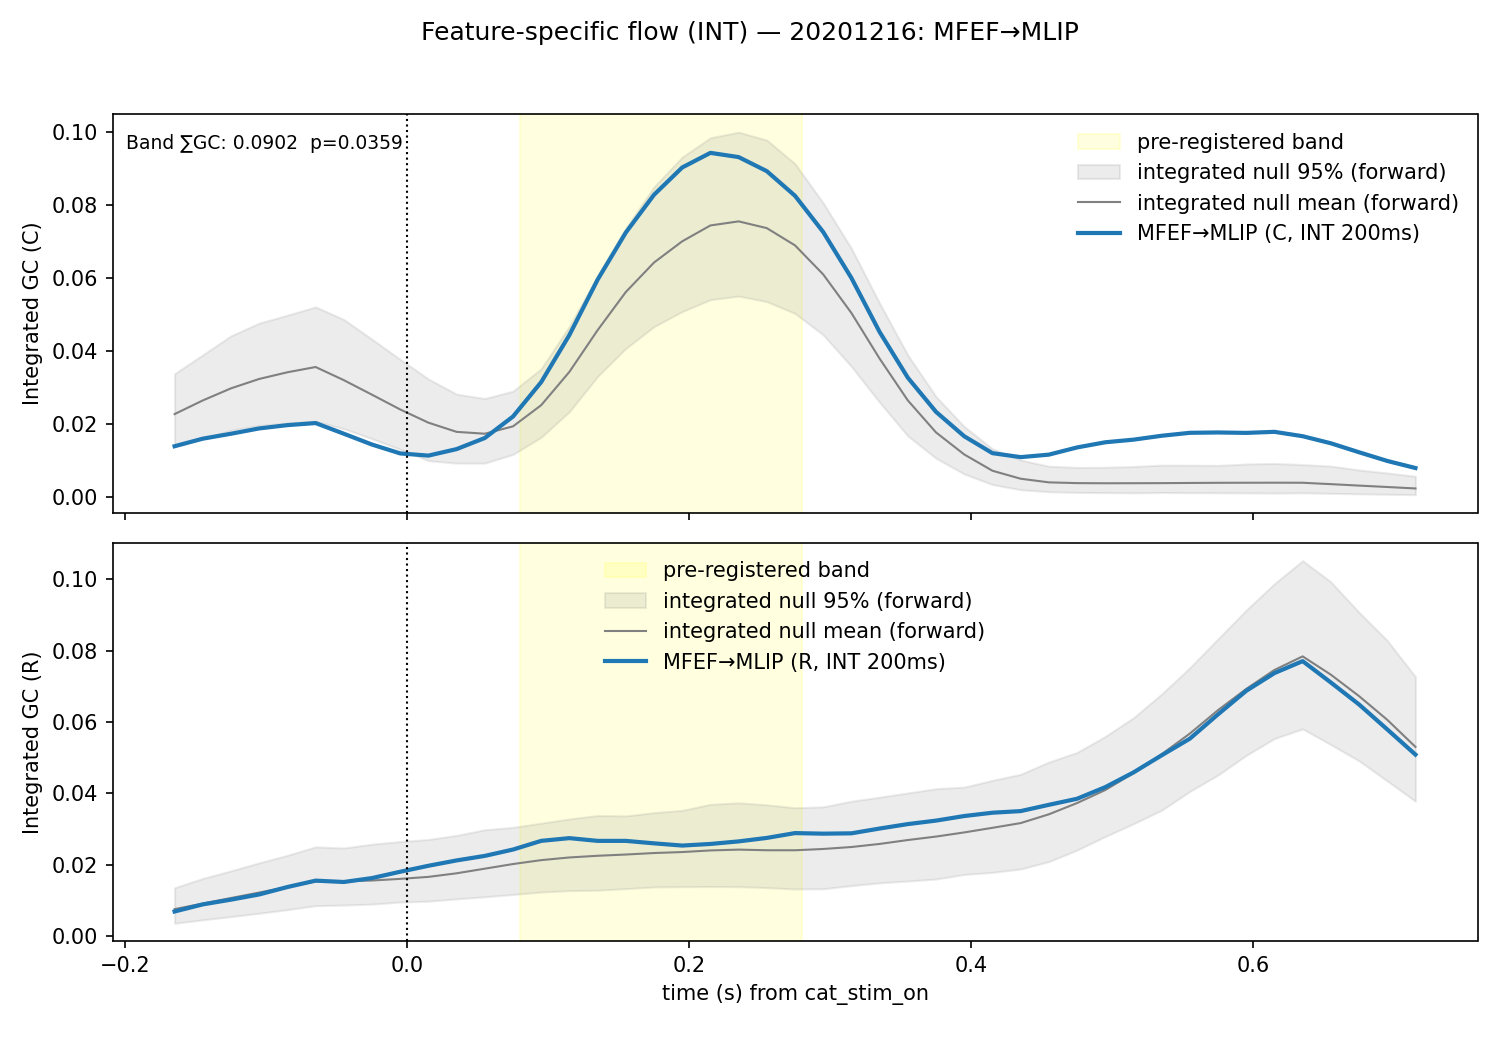 Feature-specific flow (INT) — 20201216: MFEF→MLIP
Band ∑GC: 0.0902  p=0.0359
pre-registered band
integrated null 95% (forward)
integrated null mean (forward)
MFEF→MLIP (C, INT 200ms)
Integrated GC (C)
0.10
0.08
0.06
0.04
0.02
0.00
pre-registered band
integrated null 95% (forward)
integrated null mean (forward)
MFEF→MLIP (R, INT 200ms)
Integrated GC (R)
0.10
0.08
0.06
0.04
0.02
0.00
−0.2 0.0 0.2 0.4 0.6
time (s) from cat_stim_on